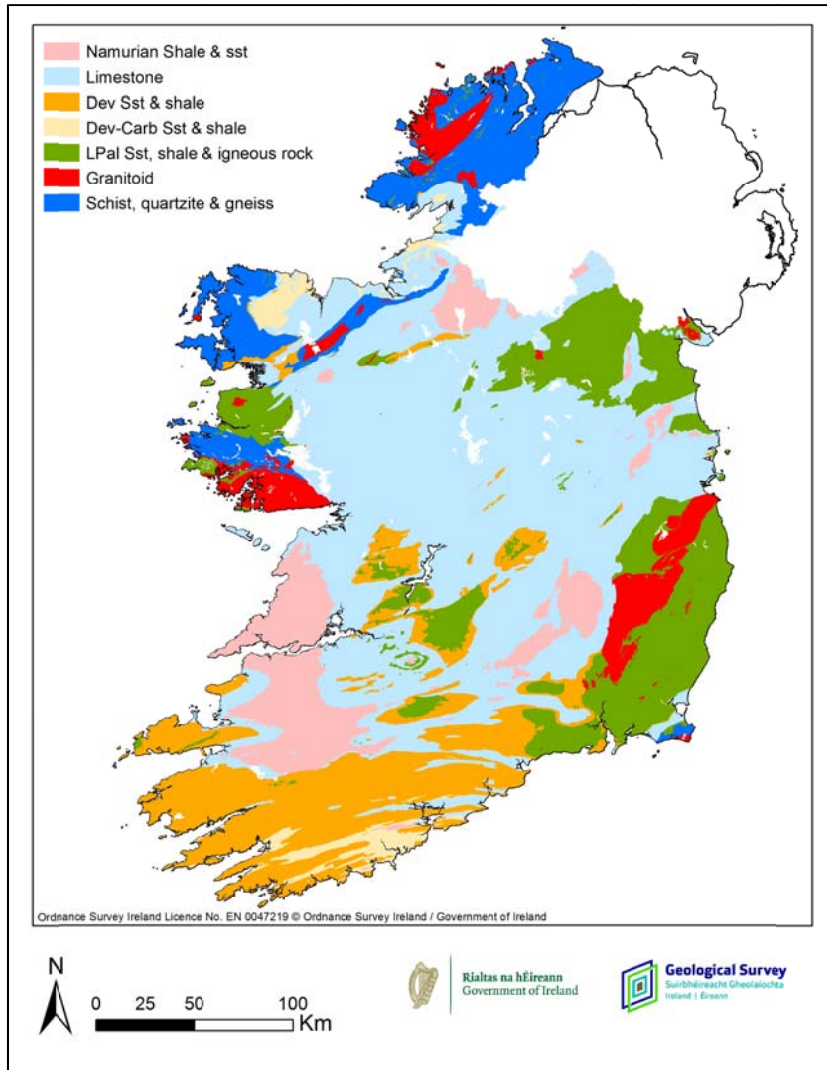 Namurian Shale & sst
Limestone
Dev Sst & shale
Dev-Carb Sst & shale
LPal Sst, shale & igneous rock
Granitoid
Schist, quartzite & gneiss
Ordnance Survey Ireland Licence No. EN 0047219 © Ordnance Survey Ireland / Government of Ireland
N
0 25 50 100
Km
Rialtas na hÉireann
Government of Ireland
Geological Survey
Suirbhéireacht Gheolaíochta
Ireland | Éireann